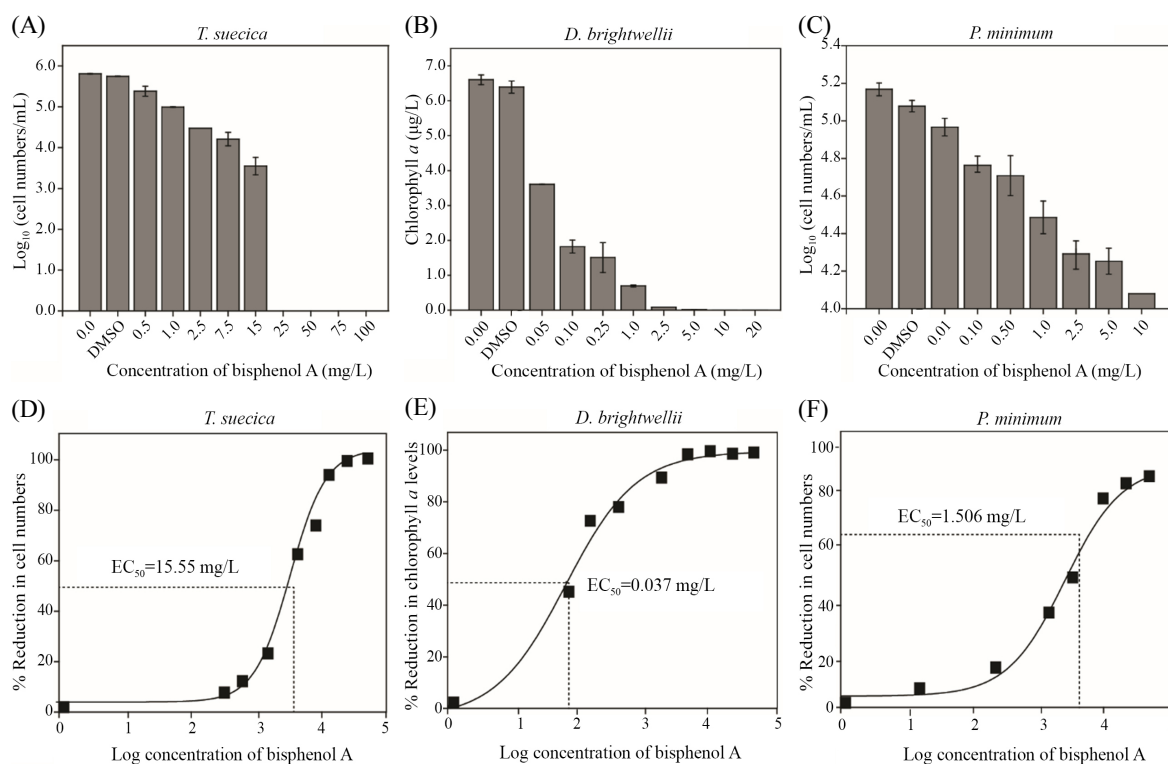 (A)
T. suecica
Log10 (cell numbers/mL)
6.0
5.0
4.0
3.0
2.0
1.0
0.0
0.0 DMSO 0.5 1.0 2.5 7.5 15 25 50 75 100
Concentration of bisphenol A (mg/L)
(B)
D. brightwellii
Chlorophyll a (μg/L)
7.0
6.0
5.0
4.0
3.0
2.0
1.0
0.0
0.00 DMSO 0.05 0.10 0.25 1.0 2.5 5.0 10 20
Concentration of bisphenol A (mg/L)
(C)
P. minimum
Log10 (cell numbers/mL)
5.4
5.2
5.0
4.8
4.6
4.4
4.2
4.0
0.00 DMSO 0.01 0.10 0.50 1.0 2.5 5.0 10
Concentration of bisphenol A (mg/L)
(D)
T. suecica
% Reduction in cell numbers
100
80
60
40
20
0
EC50=15.55 mg/L
0 1 2 3 4 5
Log concentration of bisphenol A
(E)
D. brightwellii
% Reduction in chlorophyll a levels
100
80
60
40
20
0
EC50=0.037 mg/L
0 1 2 3 4 5
Log concentration of bisphenol A
(F)
P. minimum
% Reduction in cell numbers
100
80
60
40
20
0
EC50=1.506 mg/L
0 1 2 3 4
Log concentration of bisphenol A